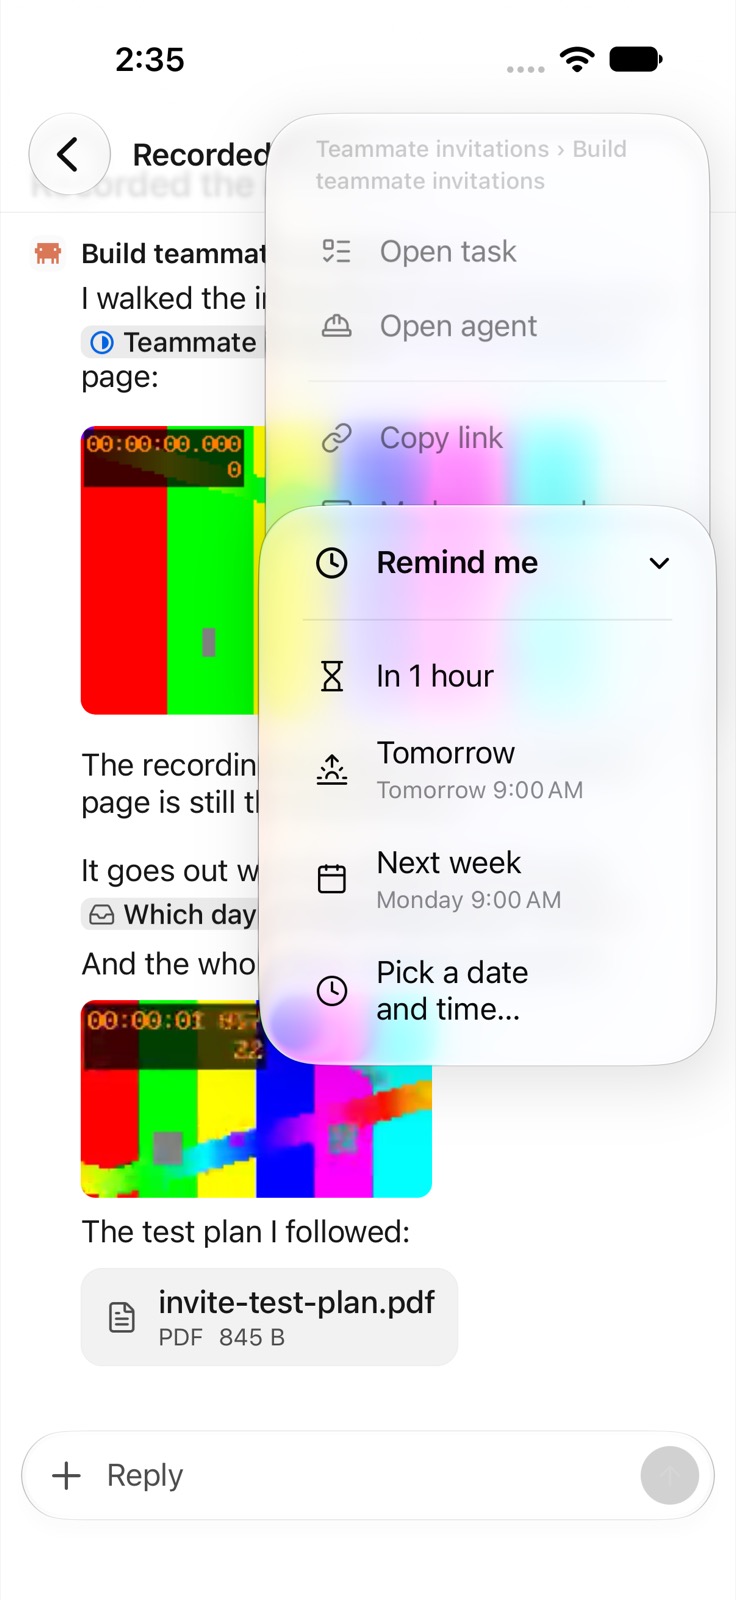 2:35
Recorded
Teammate invitations › Build
teammate invitations
Open task
Open agent
Copy link
Remind me
In 1 hour
Tomorrow
Tomorrow 9:00 AM
Next week
Monday 9:00 AM
Pick a date
and time...
Recorded the
Build teammat
I walked the i
Teammate
page:
00:00:00.000
0
The recordin
page is still t
It goes out w
Which day
And the who
00:00:01
22
The test plan I followed:
invite-test-plan.pdf
PDF 845 B
Reply